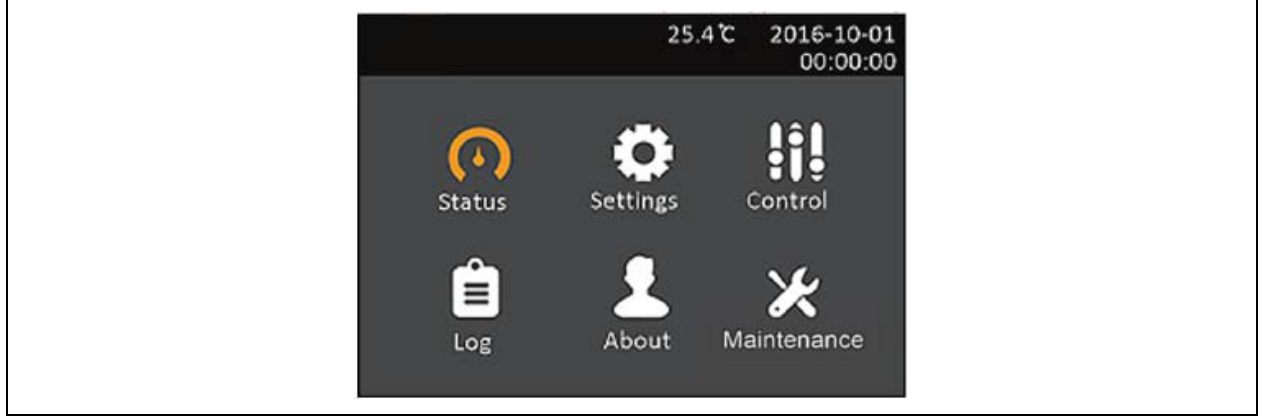 25.4℃ 2016-10-01
00:00:00
Status Settings Control
Log About Maintenance